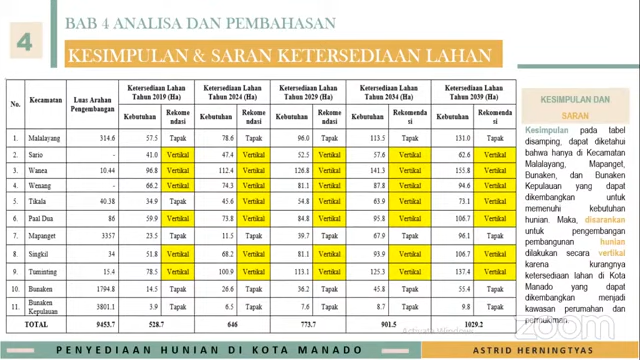 4
BAB 4 ANALISA DAN PEMBAHASAN
KESIMPULAN & SARAN KETERSEDIAAN LAHAN
No. Kecamatan Luas Arahan Pengembangan Ketersediaan Lahan Tahun 2019 (Ha) Ketersediaan Lahan Tahun 2024 (Ha) Ketersediaan Lahan Tahun 2029 (Ha) Ketersediaan Lahan Tahun 2034 (Ha) Ketersediaan Lahan Tahun 2039 (Ha)
Kebutuhan Rekome ndasi Kebutuhan Rekome ndasi Kebutuhan Rekome ndasi Kebutuhan Rekomenda si Kebutuhan Rekomenda si
1. Malalayang 314.6 57.5 Tapak 78.6 Tapak 96.0 Tapak 113.5 Tapak 131.0 Tapak
2. Sario - 41.0 Vertikal 47.4 Vertikal 52.5 Vertikal 57.6 Vertikal 62.6 Vertikal
3. Wanea 10.44 96.8 Vertikal 112.4 Vertikal 126.8 Vertikal 141.3 Vertikal 155.8 Vertikal
4. Wenang - 66.2 Vertikal 74.3 Vertikal 81.1 Vertikal 87.8 Vertikal 94.6 Vertikal
5. Tikala 40.38 34.9 Tapak 45.6 Vertikal 54.8 Vertikal 63.9 Vertikal 73.1 Vertikal
6. Paal Dua 86 59.9 Vertikal 73.8 Vertikal 84.8 Vertikal 95.8 Vertikal 106.7 Vertikal
7. Mapanget 3357 23.5 Tapak 11.5 Tapak 39.7 Tapak 67.9 Tapak 96.1 Tapak
8. Singkil 34 51.8 Vertikal 68.2 Vertikal 81.1 Vertikal 93.9 Vertikal 106.7 Vertikal
9. Tuminting 15.4 78.5 Vertikal 100.9 Vertikal 113.1 Vertikal 125.3 Vertikal 137.4 Vertikal
10. Bunaken 1794.8 14.5 Tapak 26.6 Tapak 36.2 Tapak 45.8 Tapak 55.4 Tapak
11. Bunaken Kepulauan 3801.1 3.9 Tapak 6.5 Tapak 7.6 Tapak 8.7 Tapak 9.8 Tapak
TOTAL 9453.7 528.7 646 773.7 901.5 1029.2
KESIMPULAN DAN
SARAN
Kesimpulan pada tabel
disamping, dapat diketahui
bahwa hanya di Kecamatan
Malalayang, Mapanget,
Bunaken, dan Bunaken
Kepulauan yang dapat
dikembangkan untuk
memenuhi kebutuhan
hunian. Maka, disarankan
untuk pengembangan
pembangunan hunian
dilakukan secara vertikal
karena kurangnya
ketersediaan lahan di Kota
Manado yang dapat
dikembangkan menjadi
kawasan perumahan dan
permukiman.
Activate Windows
zoom
PENYEDIAAN HUNIAN DI KOTA MANADO
ASTRID HERNINGTYAS